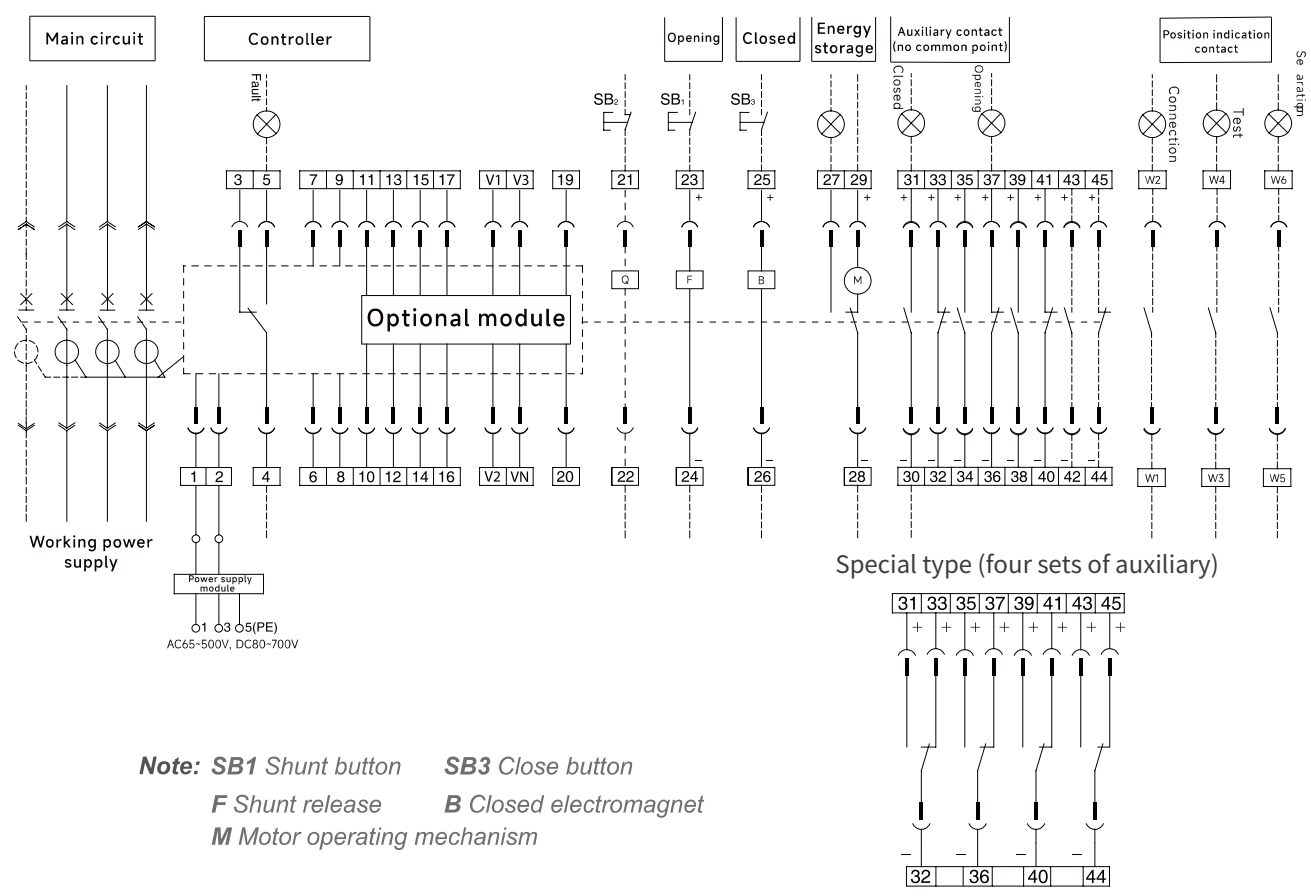 Main circuit
Controller
Opening
Closed
Energy
storage
Auxiliary contact
(no common point)
Position indication
contact
Fault
Closed
Opening
Connection
Test
Se aration
SB2
SB1
SB3
3 5 7 9 11 13 15 17 V1 V3 19 21 23 25 27 29 31 33 35 37 39 41 43 45 W2 W4 W6
+ + + + + + + + + + +
Q F B M
Optional module
− − − − − − − − − − −
1 2 4 6 8 10 12 14 16 V2 VN 20 22 24 26 28 30 32 34 36 38 40 42 44 W1 W3 W5
Working power
supply
Power supply
module
1 3 5(PE)
AC65~500V, DC80~700V
Special type (four sets of auxiliary)
31 33 35 37 39 41 43 45
+ + + + + + + +
− − − −
32 36 40 44
Note: SB1 Shunt button SB3 Close button
F Shunt release B Closed electromagnet
M Motor operating mechanism